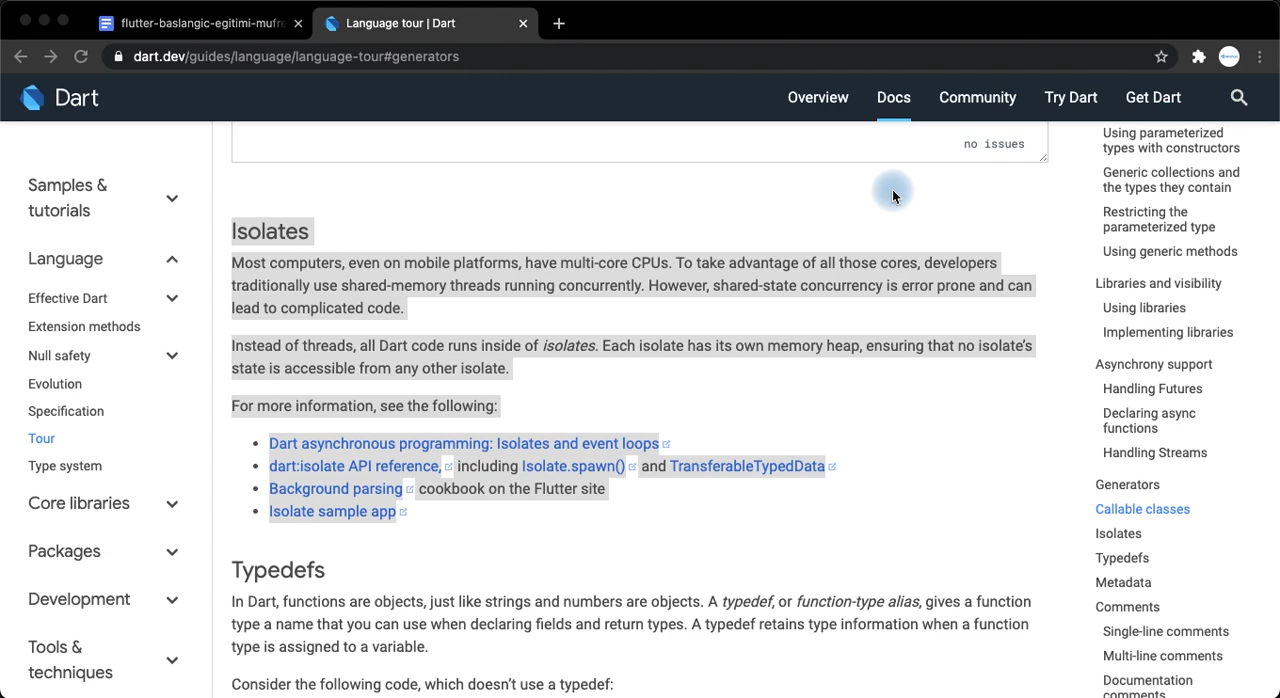 flutter-baslangic-egitimi-mufre
Language tour | Dart
dart.dev/guides/language/language-tour#generators
Dart
Overview
Docs
Community
Try Dart
Get Dart
Samples &
tutorials
Language
Effective Dart
Extension methods
Null safety
Evolution
Specification
Tour
Type system
Core libraries
Packages
Development
Tools &
techniques
no issues
Isolates
Most computers, even on mobile platforms, have multi-core CPUs. To take advantage of all those cores, developers
traditionally use shared-memory threads running concurrently. However, shared-state concurrency is error prone and can
lead to complicated code.
Instead of threads, all Dart code runs inside of isolates. Each isolate has its own memory heap, ensuring that no isolate’s
state is accessible from any other isolate.
For more information, see the following:
• Dart asynchronous programming: Isolates and event loops
• dart:isolate API reference, including Isolate.spawn() and TransferableTypedData
• Background parsing cookbook on the Flutter site
• Isolate sample app
Typedefs
In Dart, functions are objects, just like strings and numbers are objects. A typedef, or function-type alias, gives a function
type a name that you can use when declaring fields and return types. A typedef retains type information when a function
type is assigned to a variable.
Consider the following code, which doesn’t use a typedef:
Using parameterized
types with constructors
Generic collections and
the types they contain
Restricting the
parameterized type
Using generic methods
Libraries and visibility
Using libraries
Implementing libraries
Asynchrony support
Handling Futures
Declaring async
functions
Handling Streams
Generators
Callable classes
Isolates
Typedefs
Metadata
Comments
Single-line comments
Multi-line comments
Documentation
comments